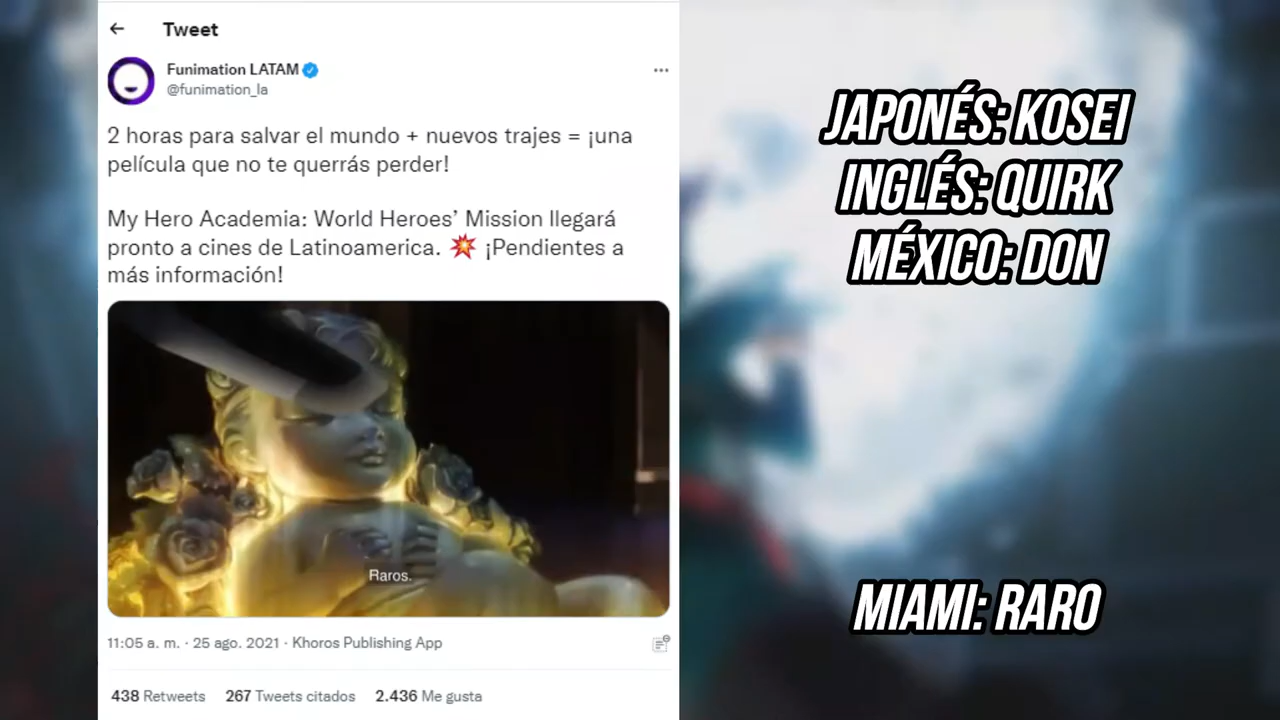 Tweet
Funimation LATAM
@funimation_la
2 horas para salvar el mundo + nuevos trajes = ¡una
película que no te querrás perder!
My Hero Academia: World Heroes’ Mission llegará
pronto a cines de Latinoamerica. 💥 ¡Pendientes a
más información!
Raros.
11:05 a. m. · 25 ago. 2021 · Khoros Publishing App
438 Retweets 267 Tweets citados 2.436 Me gusta
JAPONÉS: KOSEI
INGLÉS: QUIRK
MÉXICO: DON
MIAMI: RARO